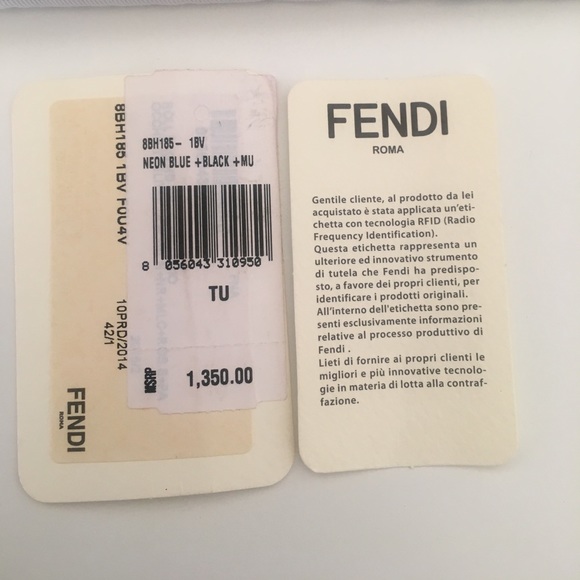 8BH185 1BV F0U4V
10PRD/2014
42/1
FENDI
ROMA
8BH185- 1BV
NEON BLUE +BLACK +MU
8 056043 310950
TU
MSRP 1,350.00
FENDI
ROMA
Gentile cliente, al prodotto da lei
acquistato è stata applicata un'eti-
chetta con tecnologia RFID (Radio
Frequency Identification).
Questa etichetta rappresenta un
ulteriore ed innovativo strumento
di tutela che Fendi ha predispo-
sto, a favore dei propri clienti, per
identificare i prodotti originali.
All'interno dell'etichetta sono pre-
senti esclusivamente informazioni
relative al processo produttivo di
Fendi .
Lieti di fornire ai propri clienti le
migliori e più innovative tecnolo-
gie in materia di lotta alla contraf-
fazione.